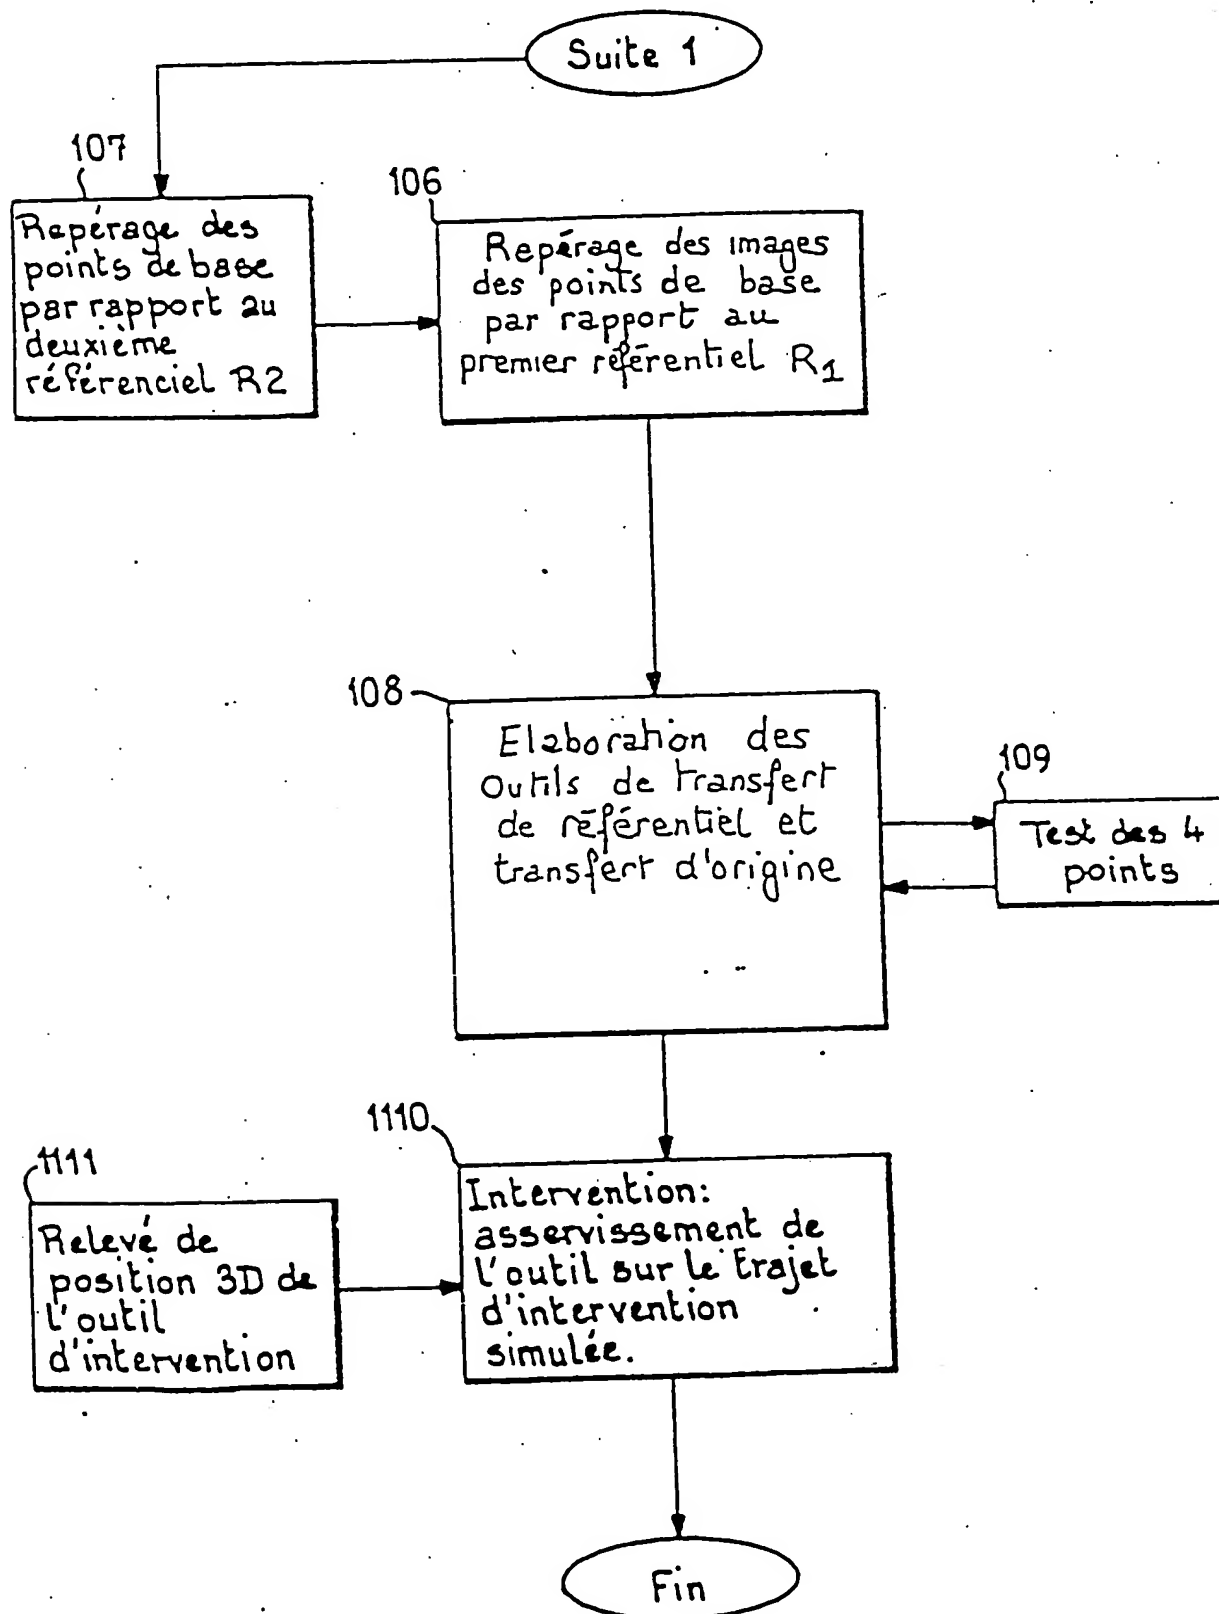 Suite 1
107
Repérage des
points de base
par rapport au
deuxième
référenciel R2
106
Repérage des images
des points de base
par rapport au
premier référentiel R1
108
Elaboration des
Outils de transfert
de référentiel et
transfert d'origine
109
Test des 4
points
1111
Relevé de
position 3D de
l'outil
d'intervention
1110
Intervention:
asservissement de
l'outil sur le trajet
d'intervention
simulée.
Fin